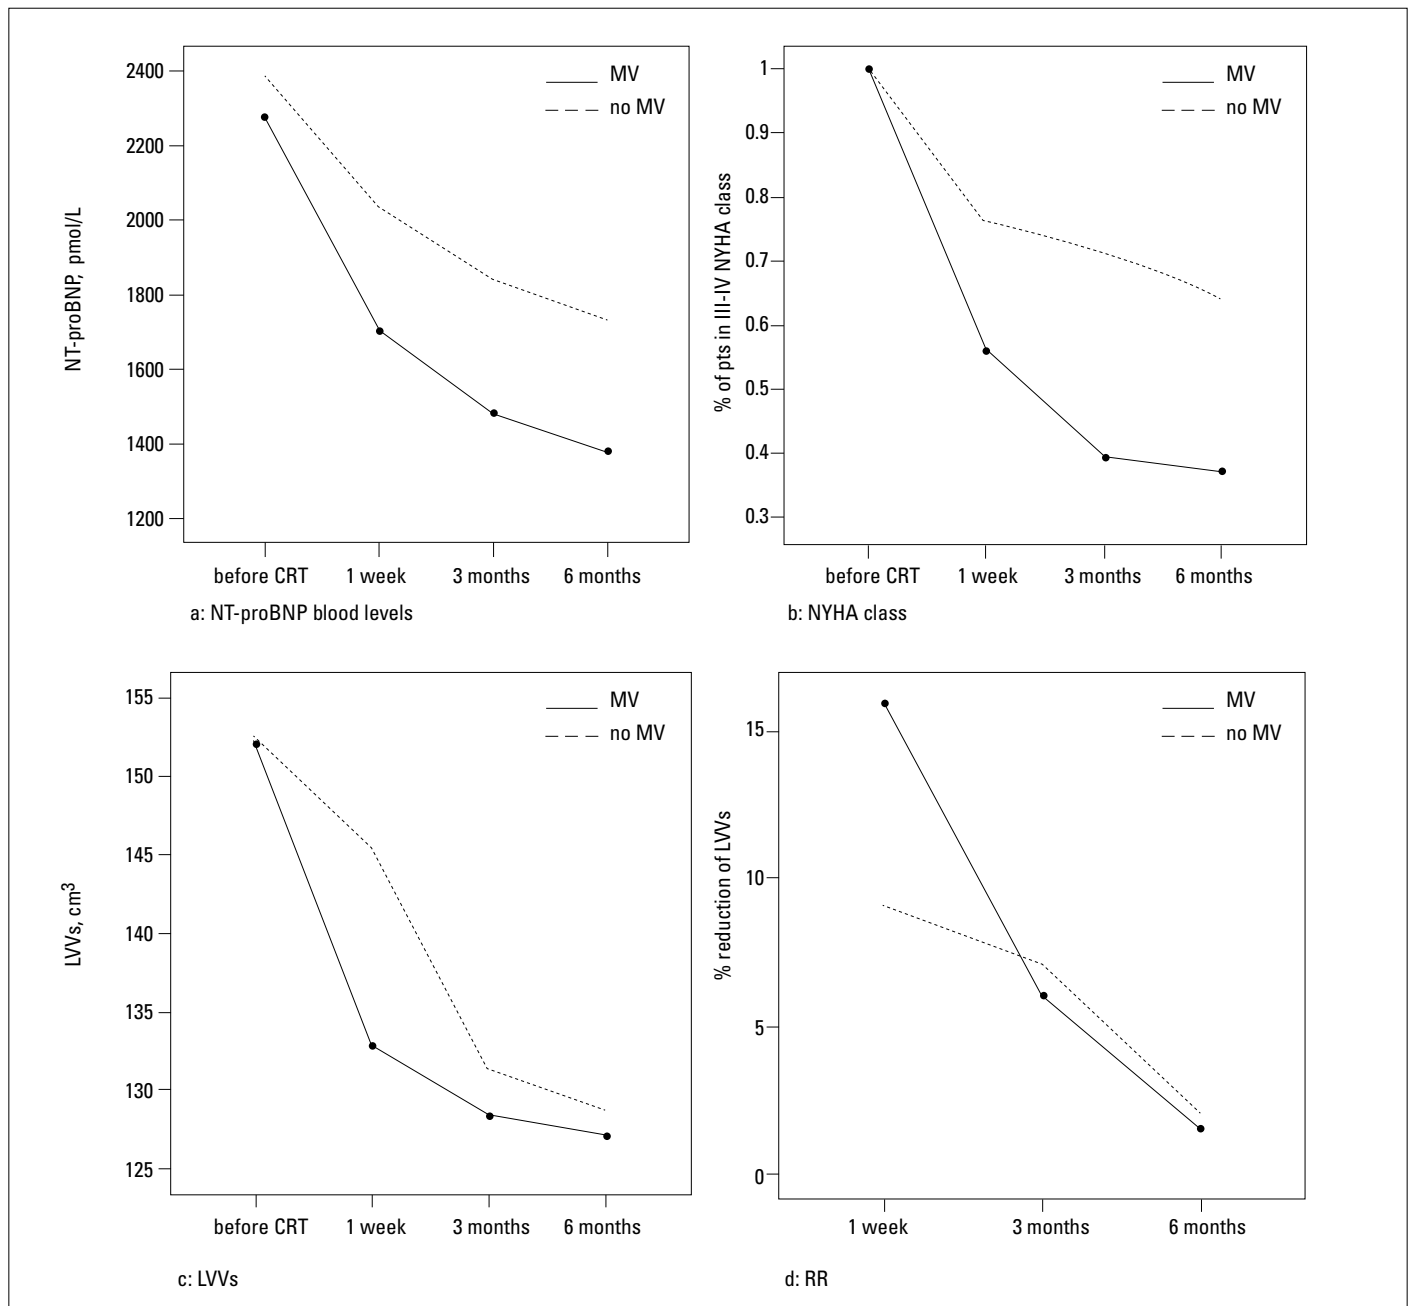 2400
2200
2000
1800
1600
1400
1200
NT-proBNP, pmol/L
MV
no MV
before CRT 1 week 3 months 6 months
a: NT-proBNP blood levels
1
0.9
0.8
0.7
0.6
0.5
0.4
0.3
% of pts in III-IV NYHA class
MV
no MV
before CRT 1 week 3 months 6 months
b: NYHA class
155
150
145
140
135
130
125
LVVs, cm³
MV
no MV
before CRT 1 week 3 months 6 months
c: LVVs
15
10
5
0
% reduction of LVVs
MV
no MV
1 week 3 months 6 months
d: RR